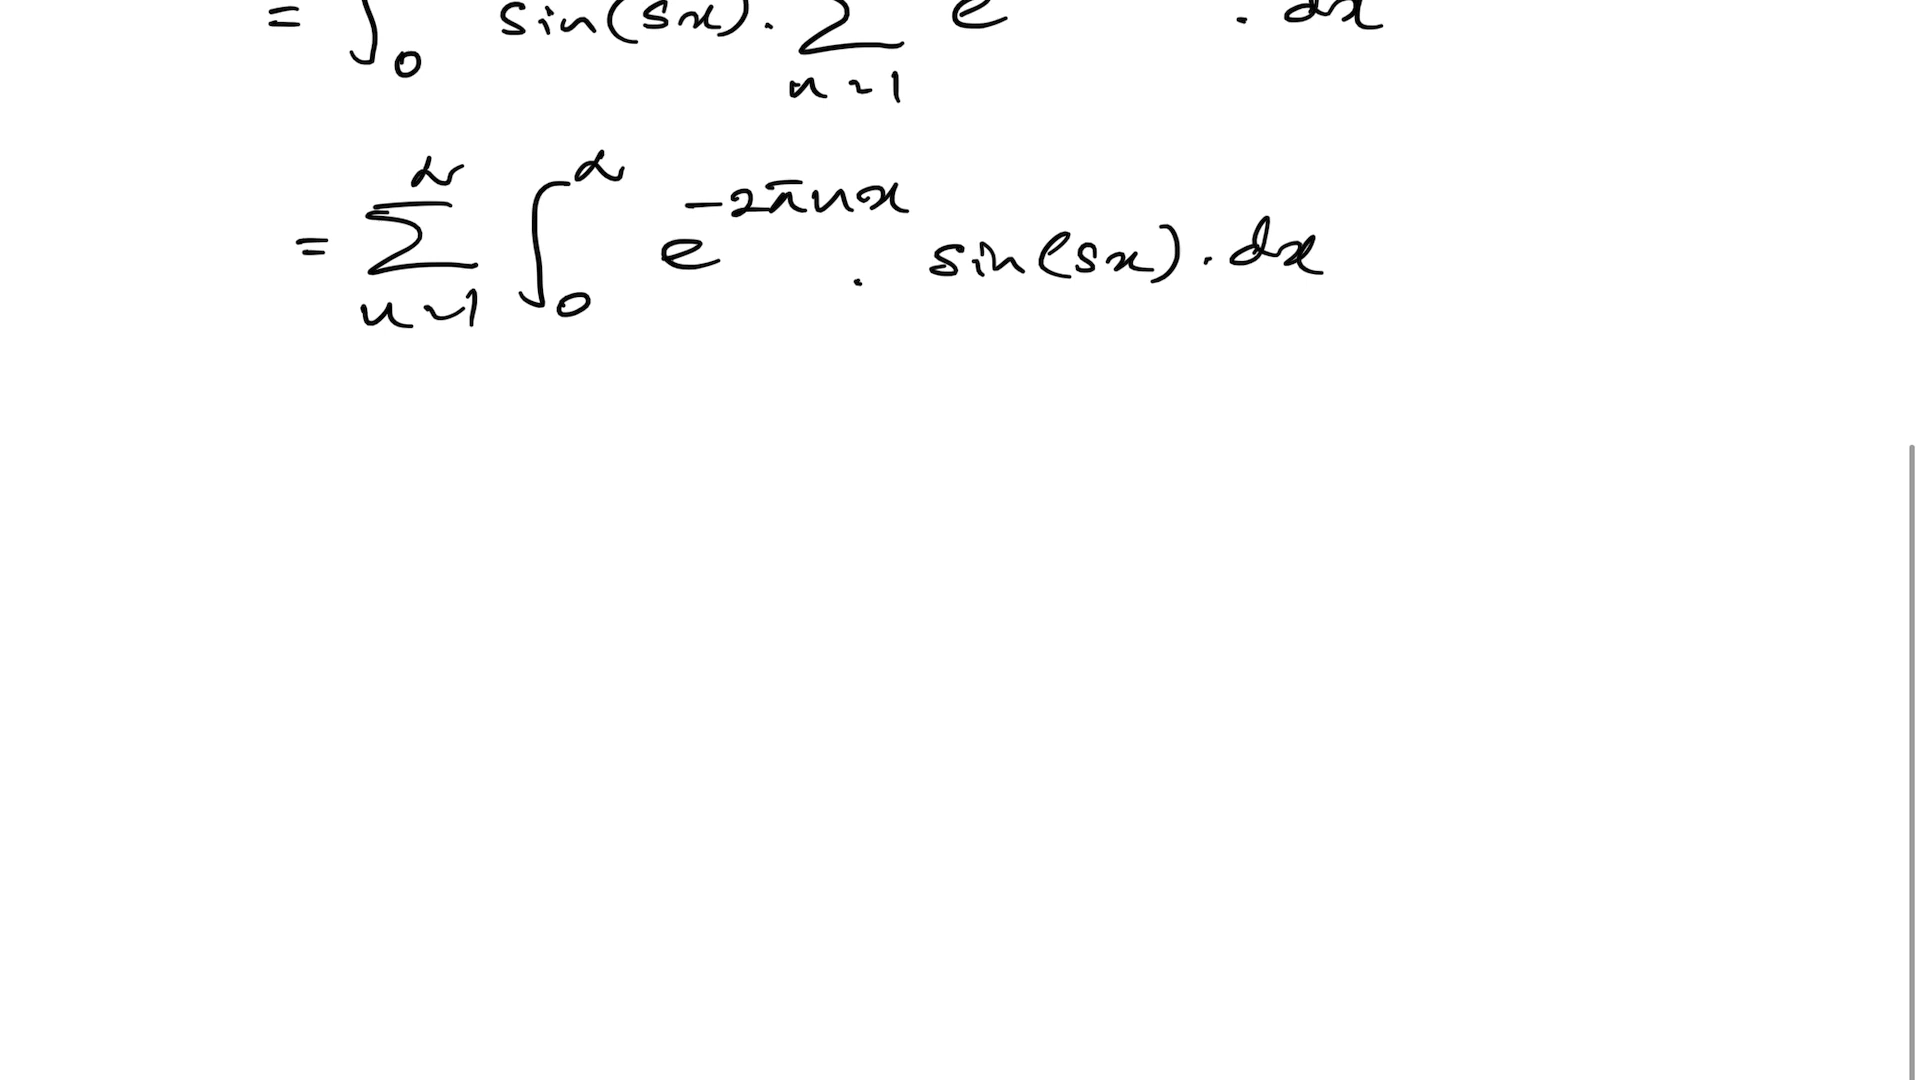 = ∫₀ sin(sx) · ∑ₙ₌₁ e · dx
= ∑ₙ₌₁^∞ ∫₀^∞ e^(-2πnx) · sin(sx) · dx